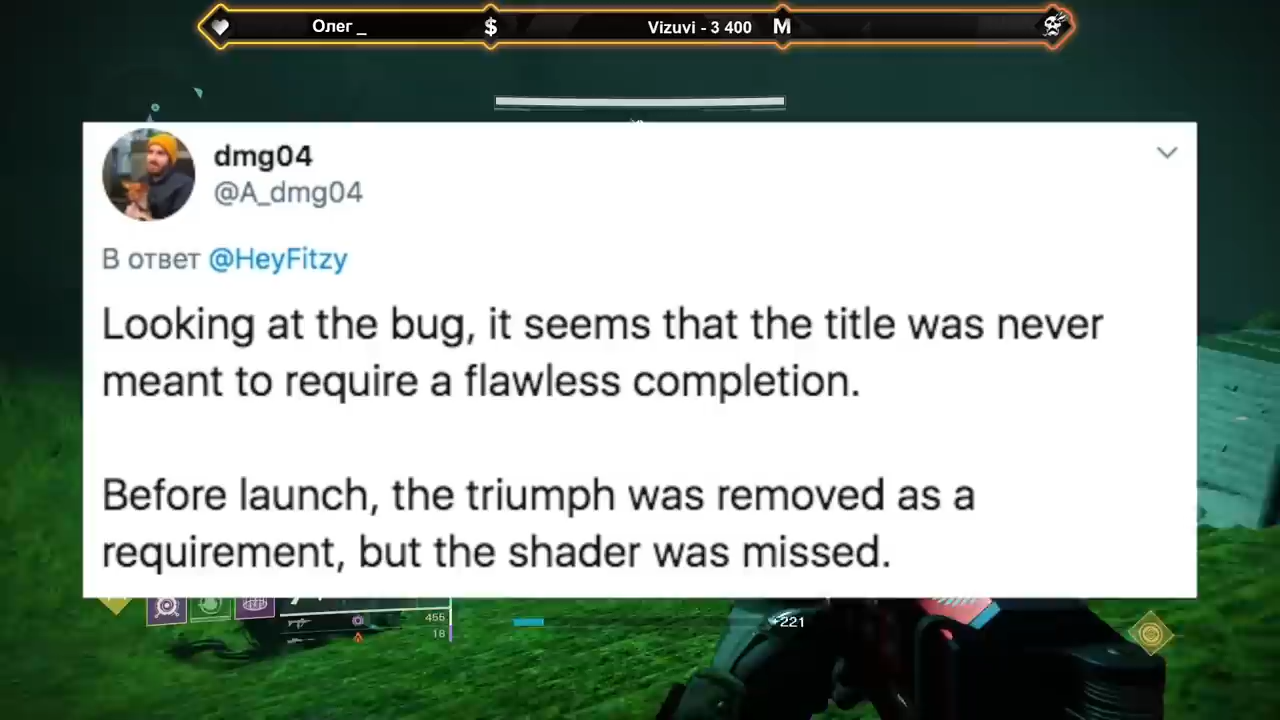 Олег _ $ Vizuvi - 3 400 M
dmg04
@A_dmg04
В ответ @HeyFitzy
Looking at the bug, it seems that the title was never
meant to require a flawless completion.
Before launch, the triumph was removed as a
requirement, but the shader was missed.
455
18
+221